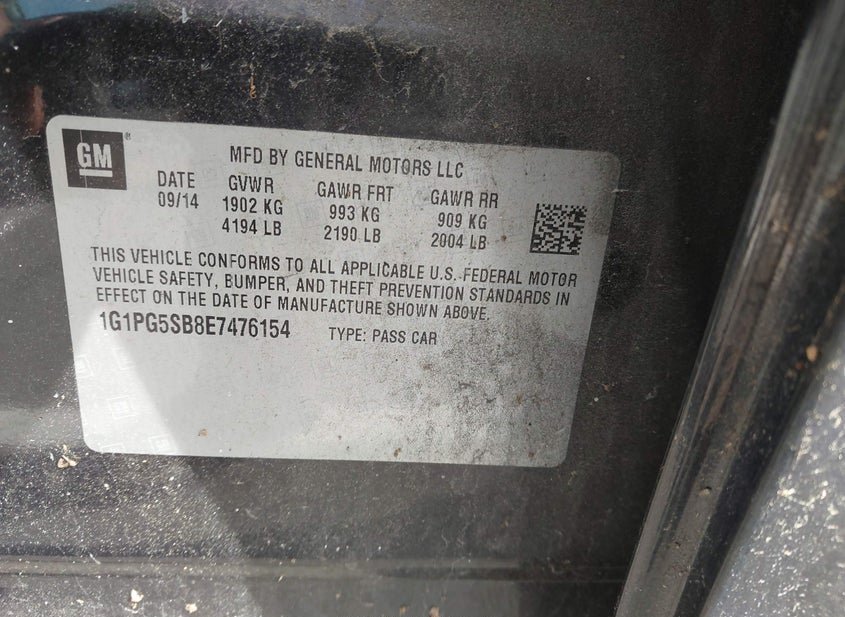 GM
MFD BY GENERAL MOTORS LLC
DATE GVWR GAWR FRT GAWR RR
09/14 1902 KG 993 KG 909 KG
4194 LB 2190 LB 2004 LB
THIS VEHICLE CONFORMS TO ALL APPLICABLE U.S. FEDERAL MOTOR
VEHICLE SAFETY, BUMPER, AND THEFT PREVENTION STANDARDS IN
EFFECT ON THE DATE OF MANUFACTURE SHOWN ABOVE.
1G1PG5SB8E7476154 TYPE: PASS CAR